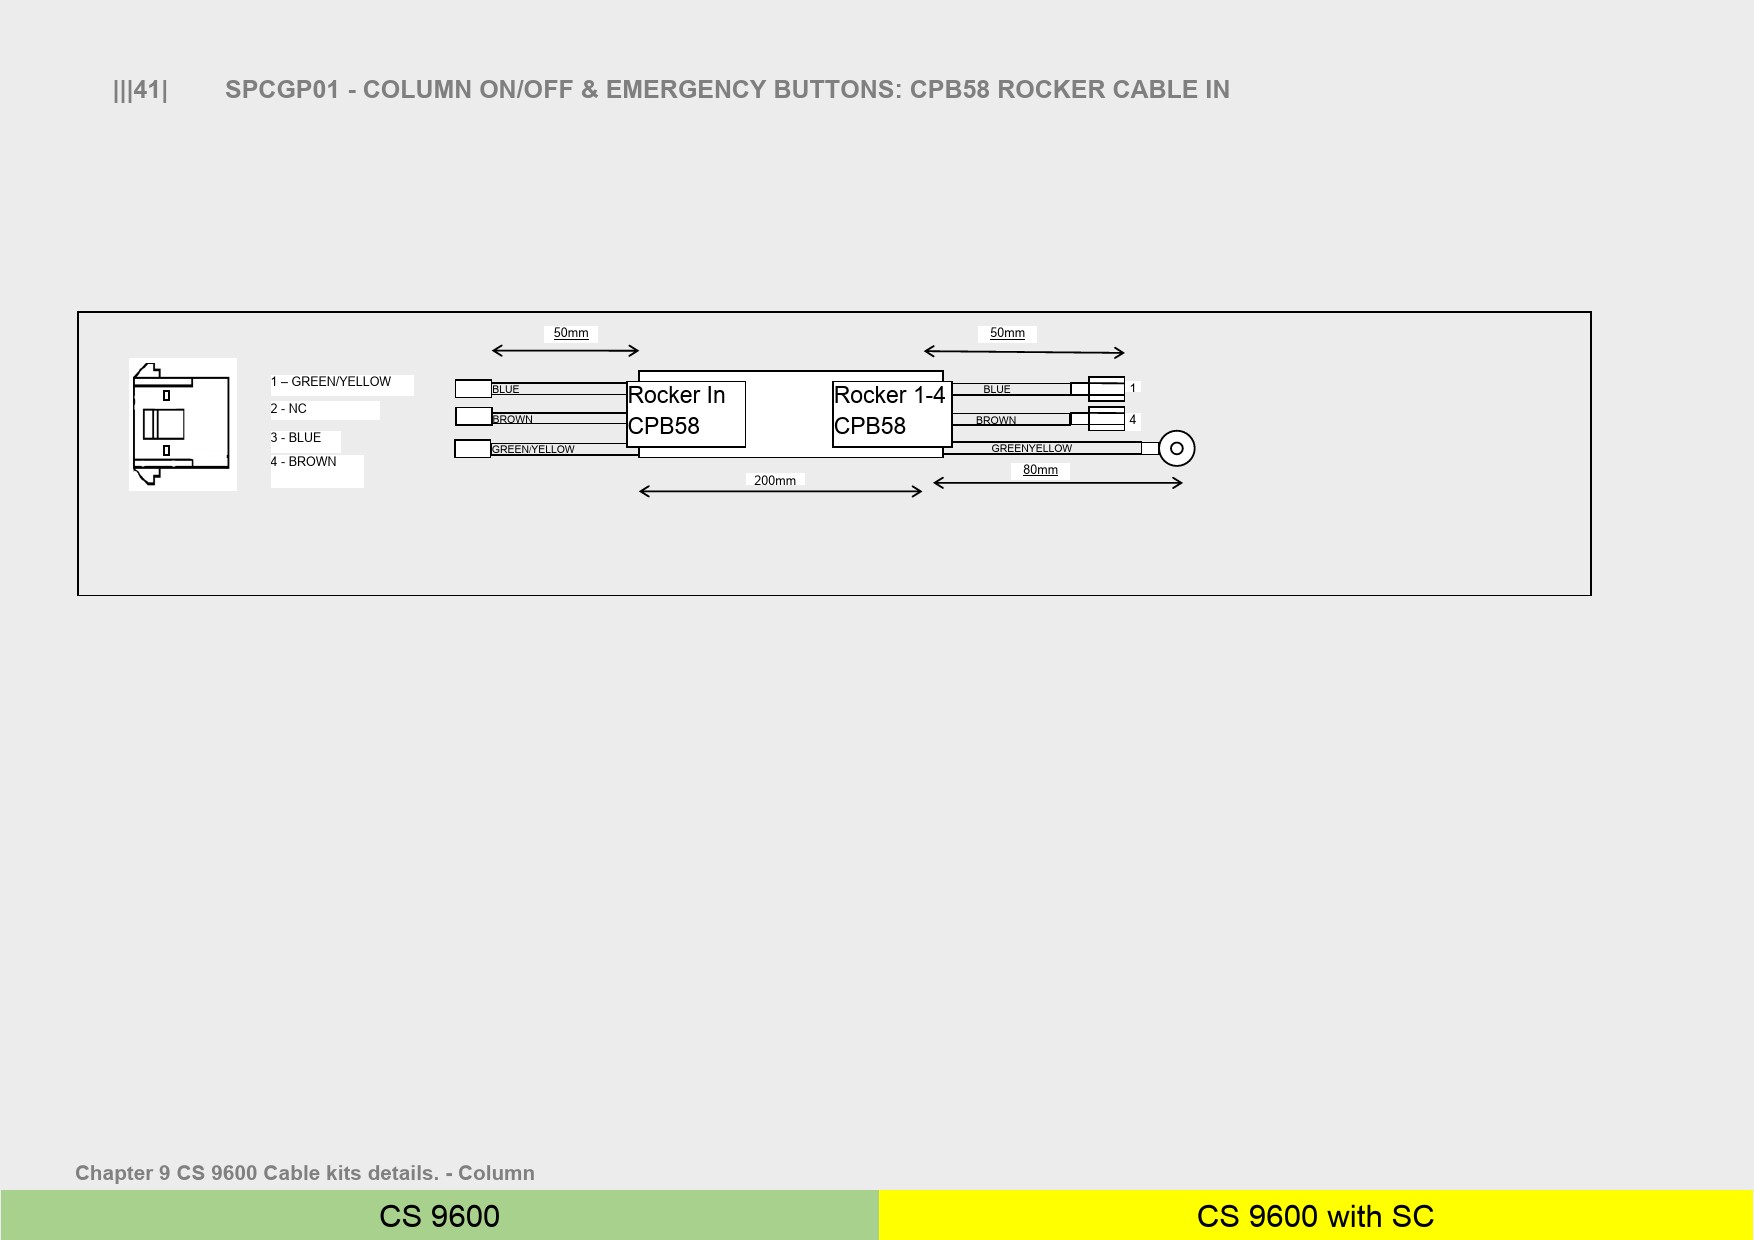 |||41| SPCGP01 - COLUMN ON/OFF & EMERGENCY BUTTONS: CPB58 ROCKER CABLE IN
50mm
50mm
1 – GREEN/YELLOW
2 - NC
3 - BLUE
4 - BROWN
BLUE
BROWN
GREEN/YELLOW
Rocker In
CPB58
Rocker 1-4
CPB58
BLUE
1
BROWN
4
GREENYELLOW
200mm
80mm
Chapter 9 CS 9600 Cable kits details. - Column
CS 9600
CS 9600 with SC